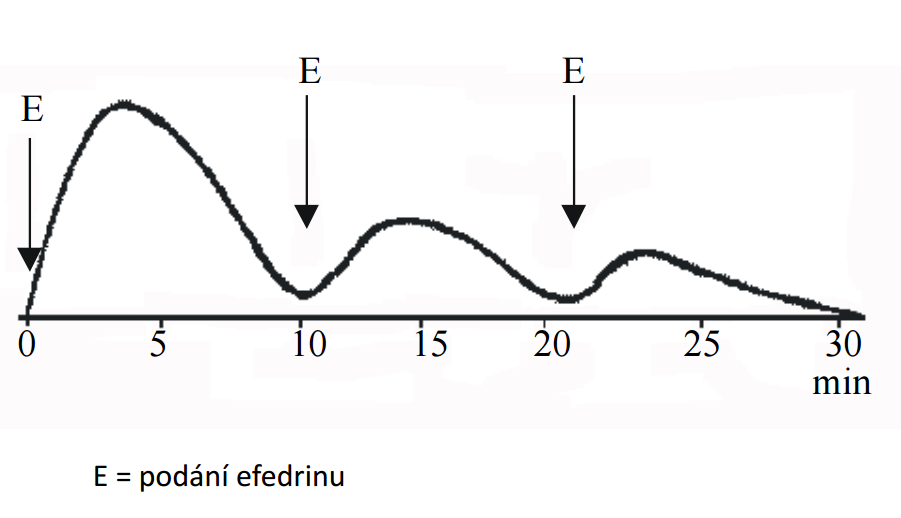 E E
E
0 5 10 15 20 25 30
min
E = podání efedrinu